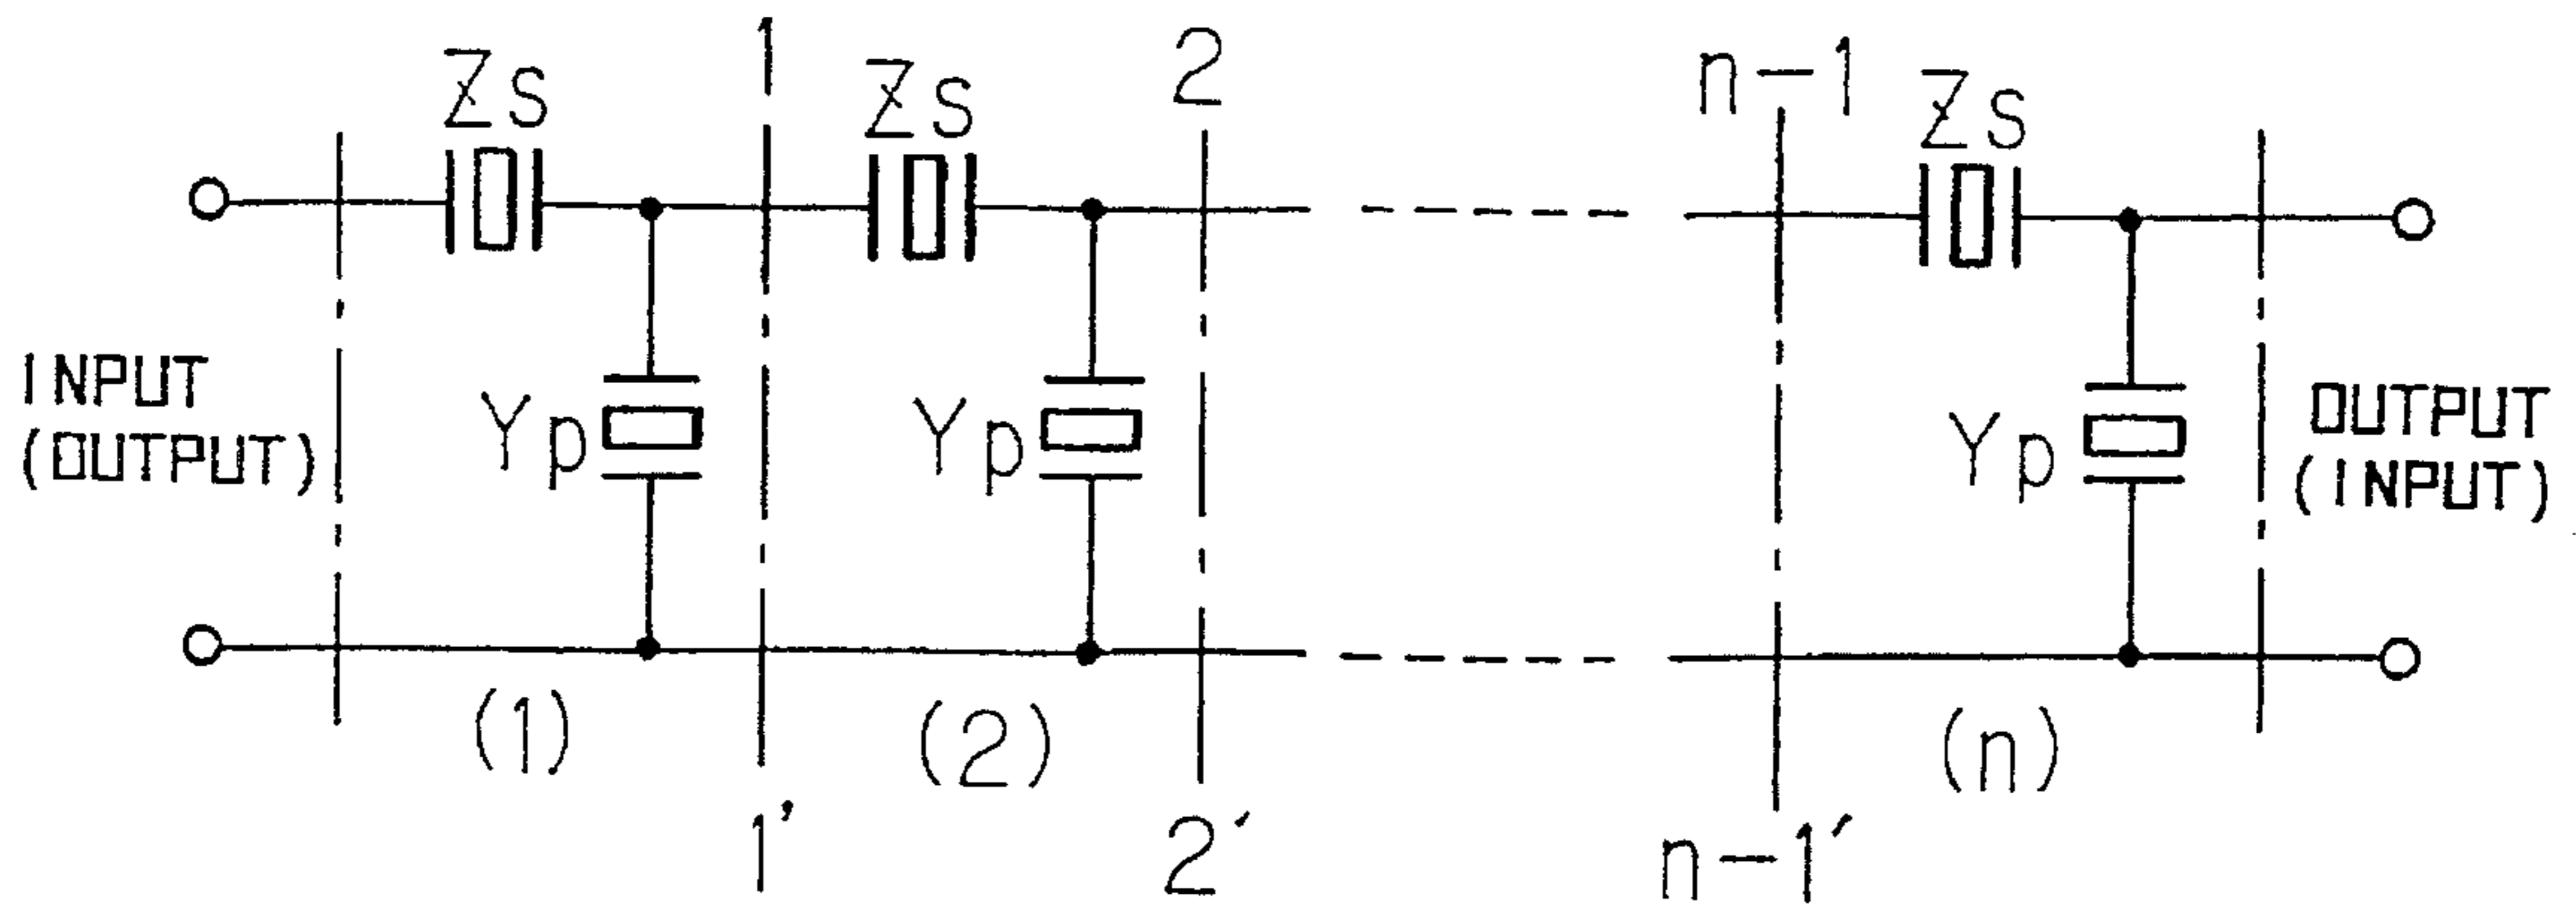 1
2
n-1
Zs
Zs
Zs
INPUT
(OUTPUT)
Yp
Yp
Yp
OUTPUT
(INPUT)
(1)
(2)
(n)
1'
2'
n-1'